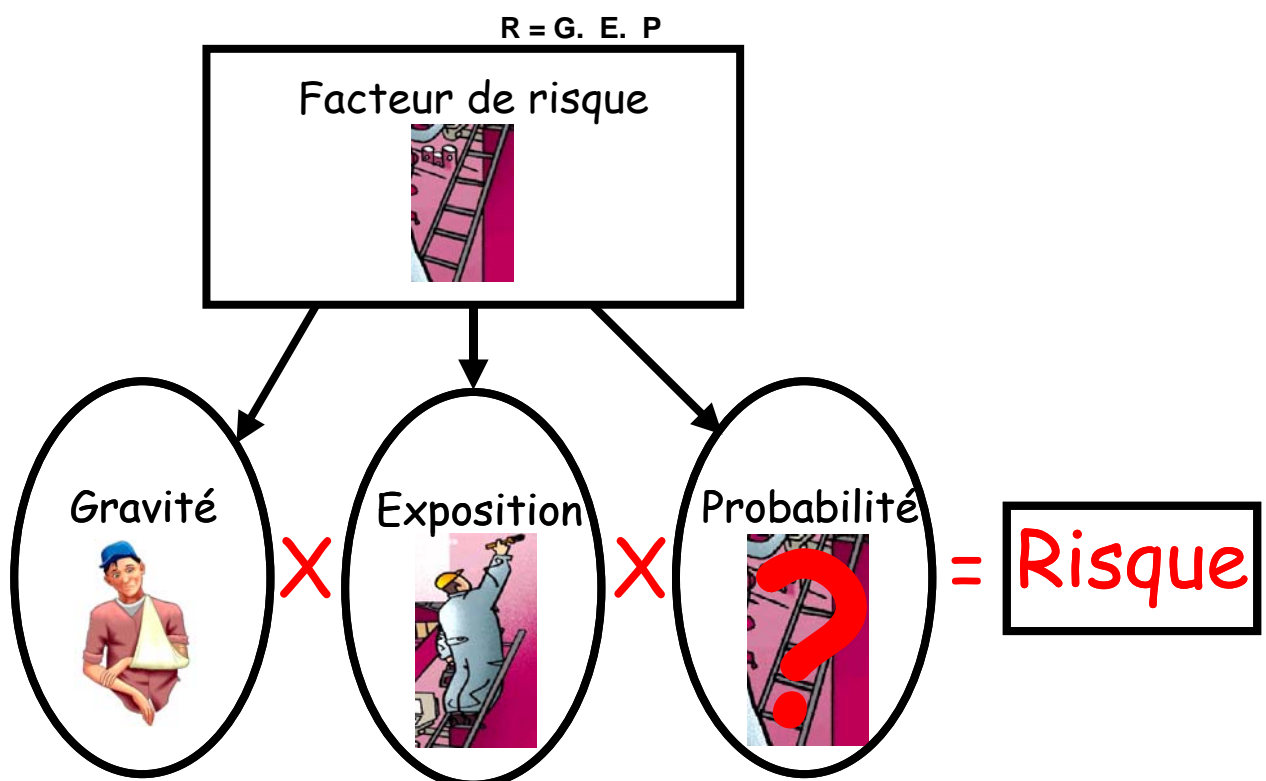 R = G. E. P
Facteur de risque
Gravité X Exposition X Probabilité = Risque
?